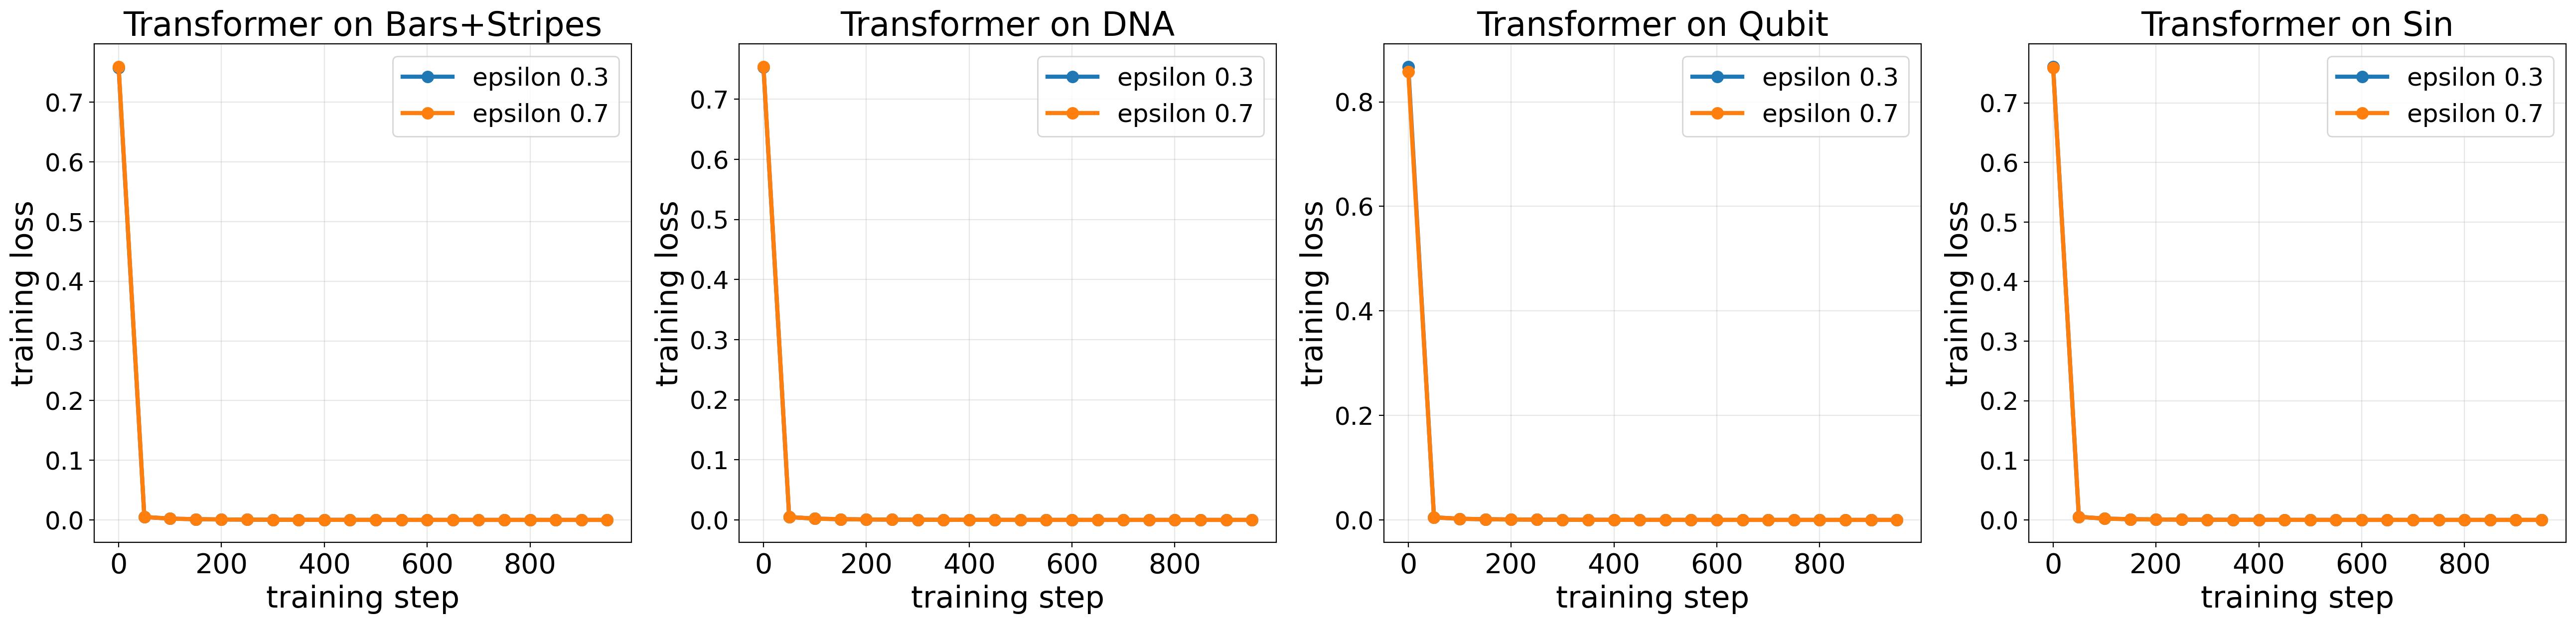 Transformer on Bars+Stripes
training loss
0.7
0.6
0.5
0.4
0.3
0.2
0.1
0.0
epsilon 0.3
epsilon 0.7
0 200 400 600 800
training step
Transformer on DNA
training loss
0.7
0.6
0.5
0.4
0.3
0.2
0.1
0.0
epsilon 0.3
epsilon 0.7
0 200 400 600 800
training step
Transformer on Qubit
training loss
0.8
0.6
0.4
0.2
0.0
epsilon 0.3
epsilon 0.7
0 200 400 600 800
training step
Transformer on Sin
training loss
0.7
0.6
0.5
0.4
0.3
0.2
0.1
0.0
epsilon 0.3
epsilon 0.7
0 200 400 600 800
training step